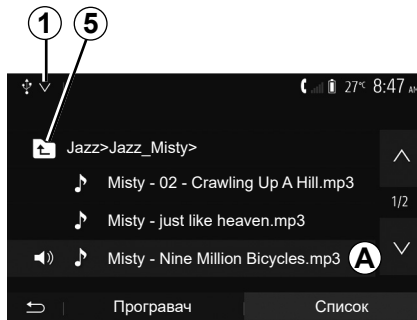 1 5
27°C 8:47 AM
Jazz>Jazz_Misty>
Misty - 02 - Crawling Up A Hill.mp3
1/2
Misty - just like heaven.mp3
Misty - Nine Million Bicycles.mp3 A
Програвач Список